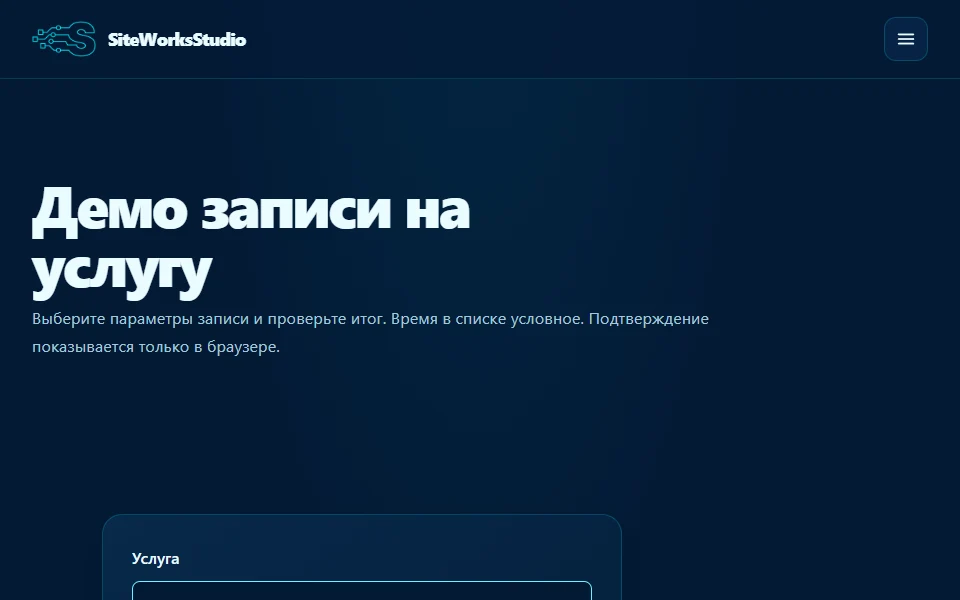 SiteWorksStudio
Демо записи на
услугу
Выберите параметры записи и проверьте итог. Время в списке условное. Подтверждение
показывается только в браузере.
Услуга